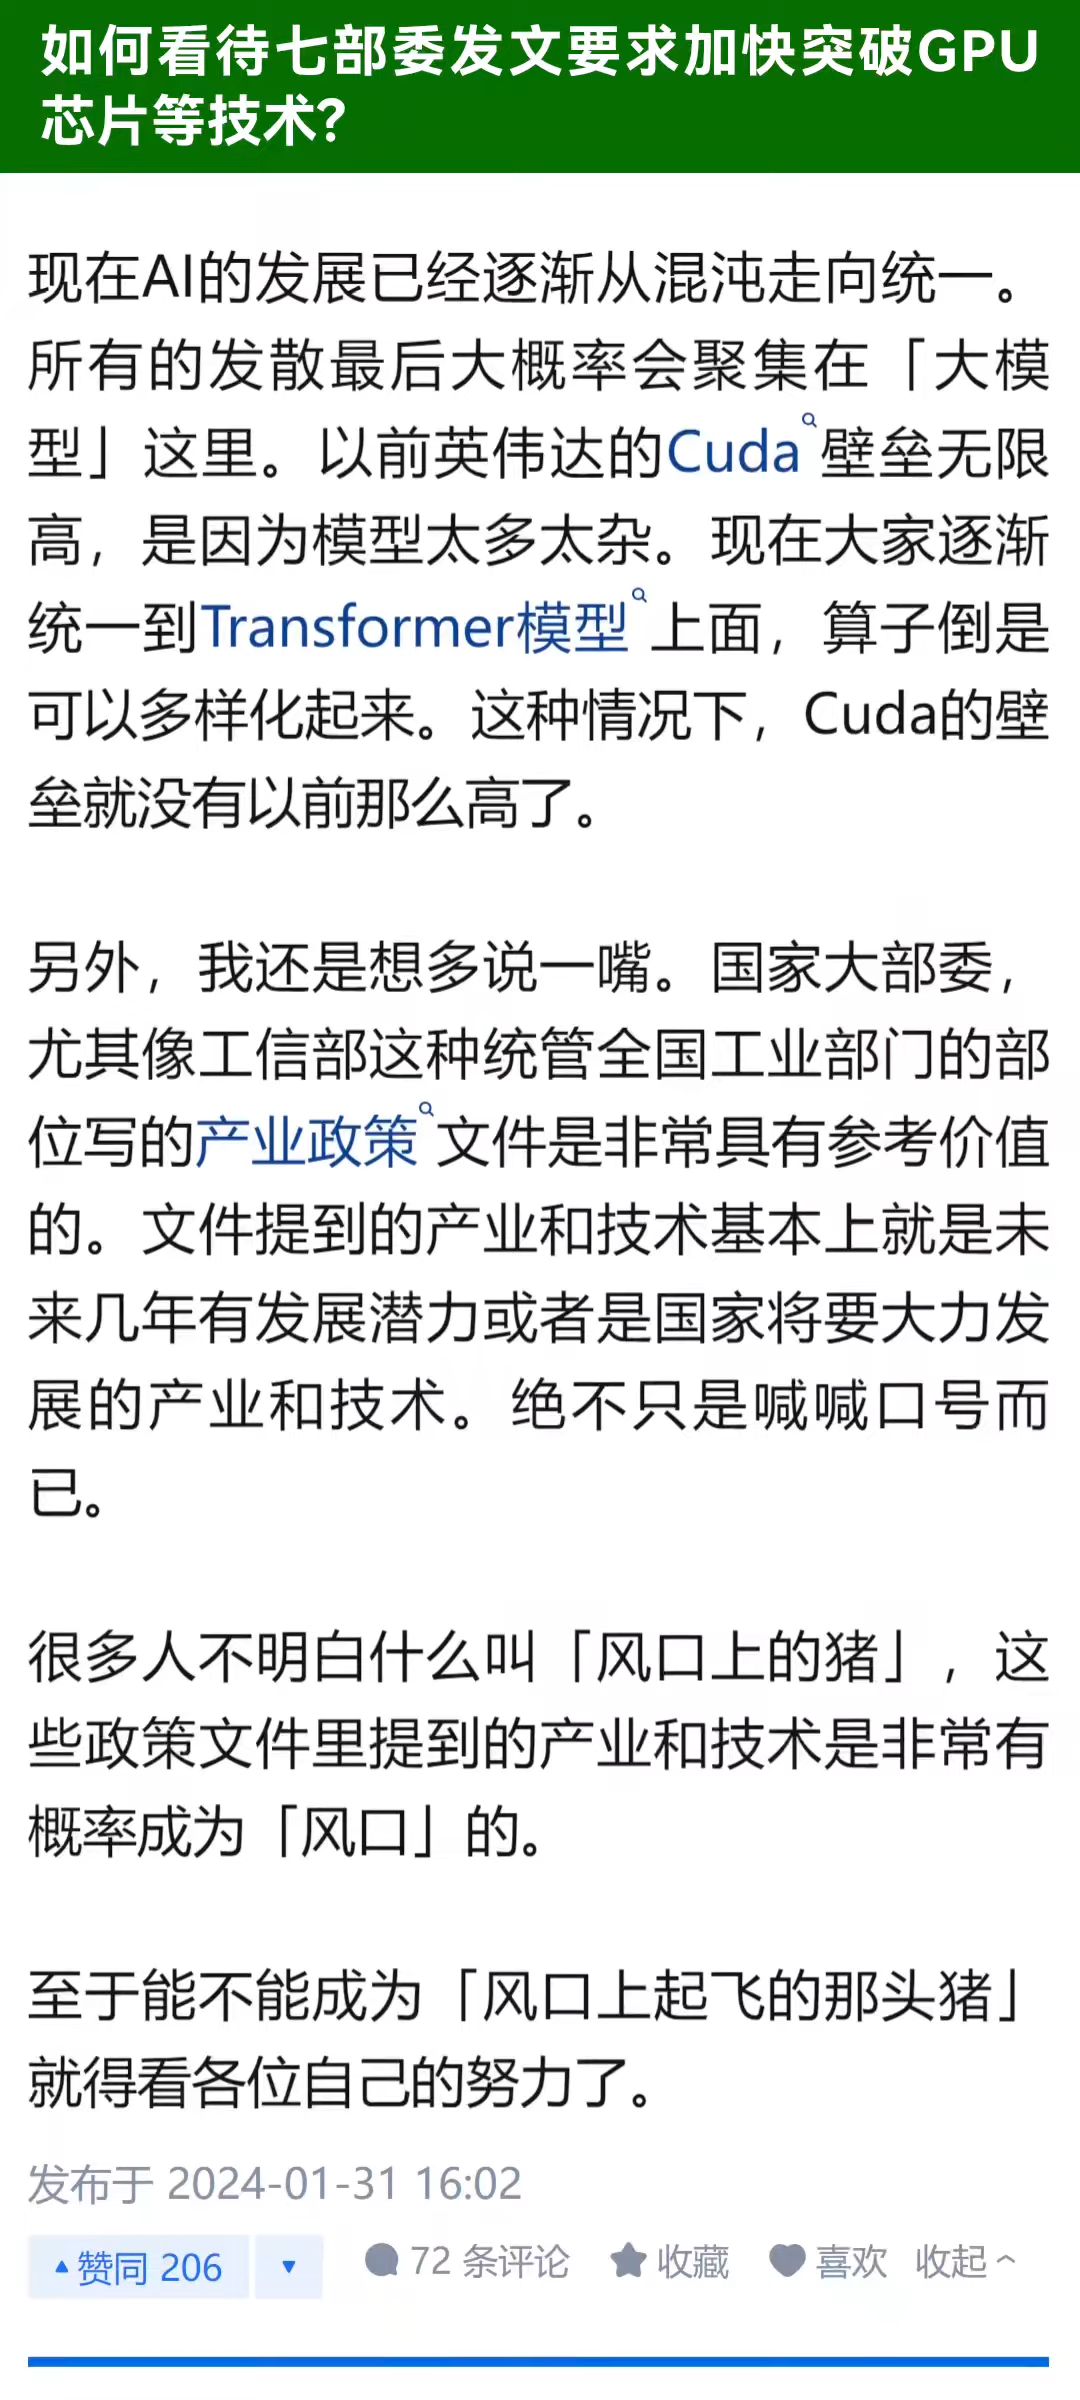 如何看待七部委发文要求加快突破GPU
芯片等技术？
现在AI的发展已经逐渐从混沌走向统一。
所有的发散最后大概率会聚集在「大模
型」这里。以前英伟达的Cuda壁垒无限
高，是因为模型太多太杂。现在大家逐渐
统一到Transformer模型上面，算子倒是
可以多样化起来。这种情况下，Cuda的壁
垒就没有以前那么高了。
另外，我还是想多说一嘴。国家大部委，
尤其像工信部这种统管全国工业部门的部
位写的产业政策文件是非常具有参考价值
的。文件提到的产业和技术基本上就是未
来几年有发展潜力或者是国家将要大力发
展的产业和技术。绝不只是喊喊口号而
已。
很多人不明白什么叫「风口上的猪」，这
些政策文件里提到的产业和技术是非常有
概率成为「风口」的。
至于能不能成为「风口上起飞的那头猪」
就得看各位自己的努力了。
发布于 2024-01-31 16:02
赞同 206 72 条评论 收藏 喜欢 收起